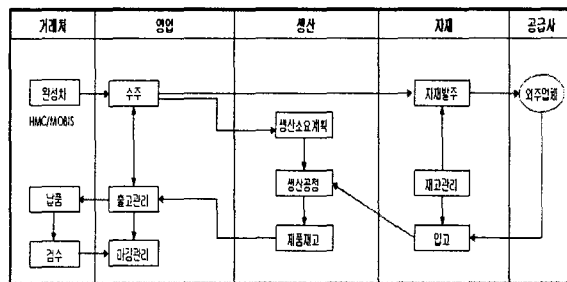 거래처 영업 생산 자재 공급사
완성차 수주 자재발주 외주업체
HMC/MOBIS
생산소요계획
생산공정 재고관리
납품 출고관리
제품재고 입고
검수 마감관리